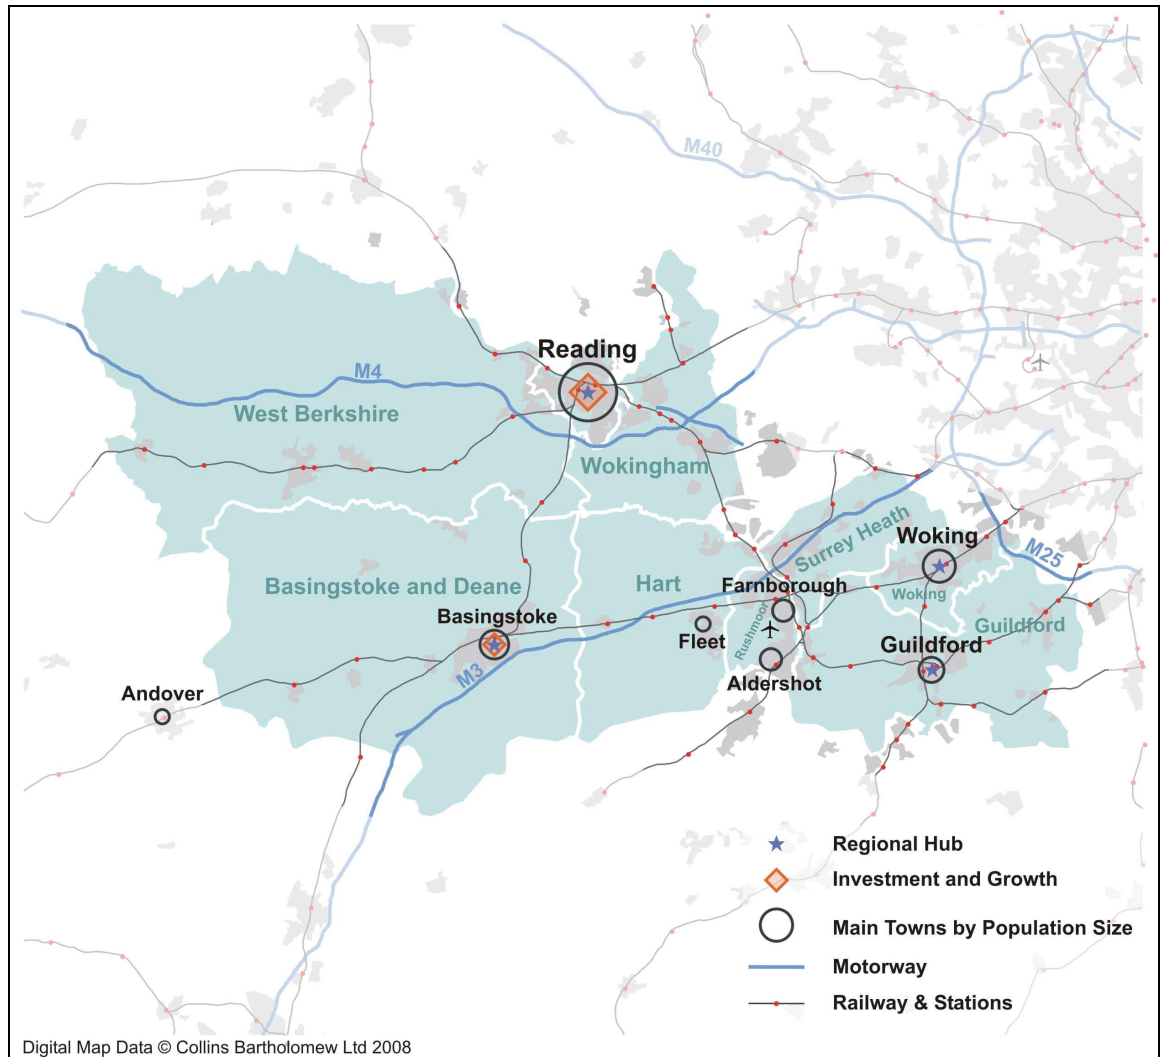 M40
Reading
M4
West Berkshire
Wokingham
Surrey Heath
Woking
M25
Basingstoke and Deane
Hart
Farnborough
Woking
Basingstoke
Rushmoor
Fleet
Guildford
Guildford
M3
Aldershot
Andover
Regional Hub
Investment and Growth
Main Towns by Population Size
Motorway
Railway & Stations
Digital Map Data © Collins Bartholomew Ltd 2008